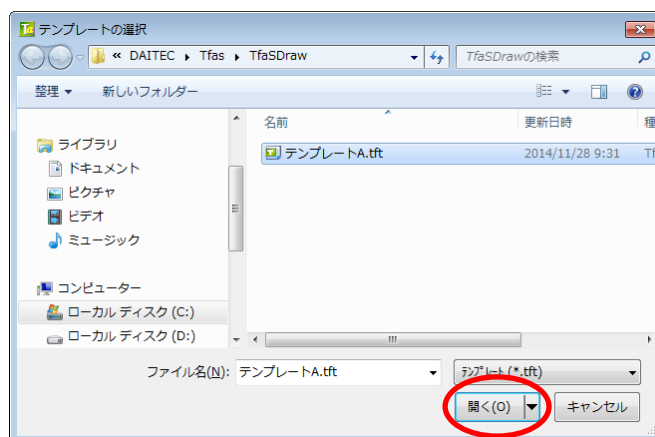 テンプレートの選択
« DAITEC ▸ Tfas ▸ TfaSDraw
TfaSDrawの検索
整理 ▼ 新しいフォルダー
名前 更新日時 種
ライブラリ
テンプレートA.tft 2014/11/28 9:31 Tf
ドキュメント
ピクチャ
ビデオ
ミュージック
コンピューター
ローカル ディスク (C:)
ローカル ディスク (D:)
ファイル名(N): テンプレートA.tft ﾃﾝﾌﾟﾚｰﾄ (*.tft)
開く(O) キャンセル